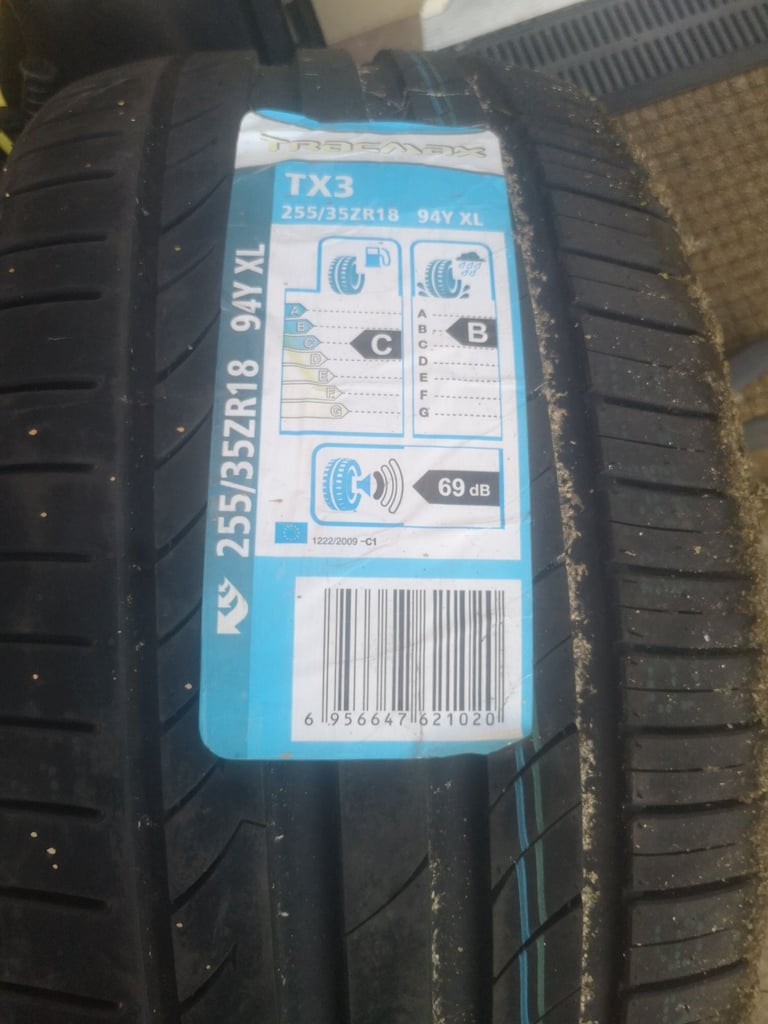 TRACMAX
TX3
255/35ZR18 94Y XL
255/35ZR18 94Y XL
A
B
C
D
E
F
G
C
A
B
C
D
E
F
G
B
69 dB
1222/2009 -C1
6 956647 621020